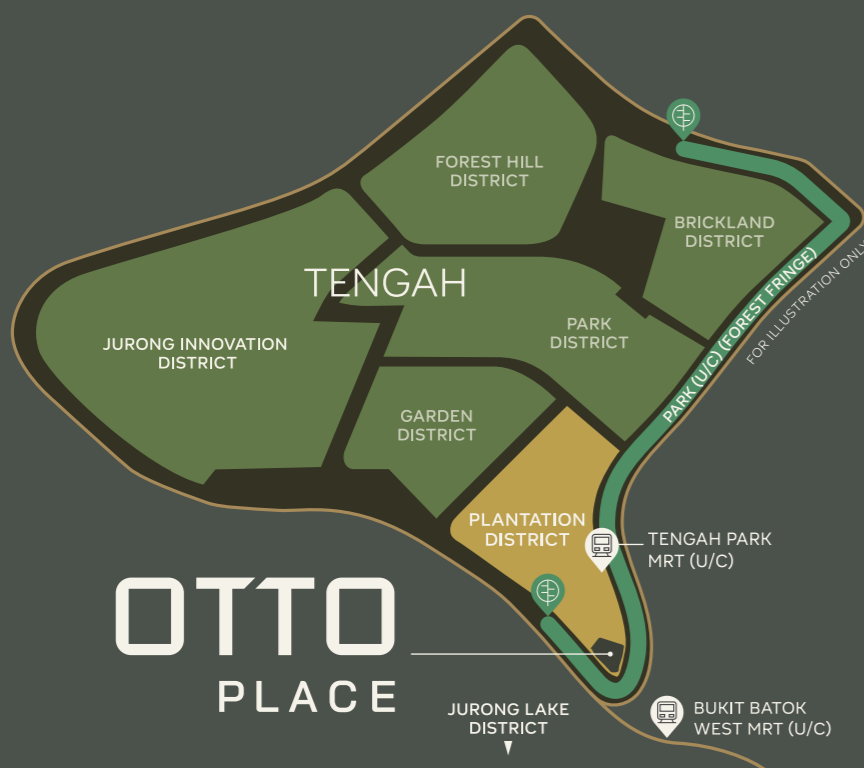 FOREST HILL
DISTRICT
BRICKLAND
DISTRICT
TENGAH
PARK
DISTRICT
JURONG INNOVATION
DISTRICT
PARK (U/C) (FOREST FRINGE)
FOR ILLUSTRATION ONLY
GARDEN
DISTRICT
PLANTATION
DISTRICT
TENGAH PARK
MRT (U/C)
OTTO
PLACE
JURONG LAKE
DISTRICT
BUKIT BATOK
WEST MRT (U/C)